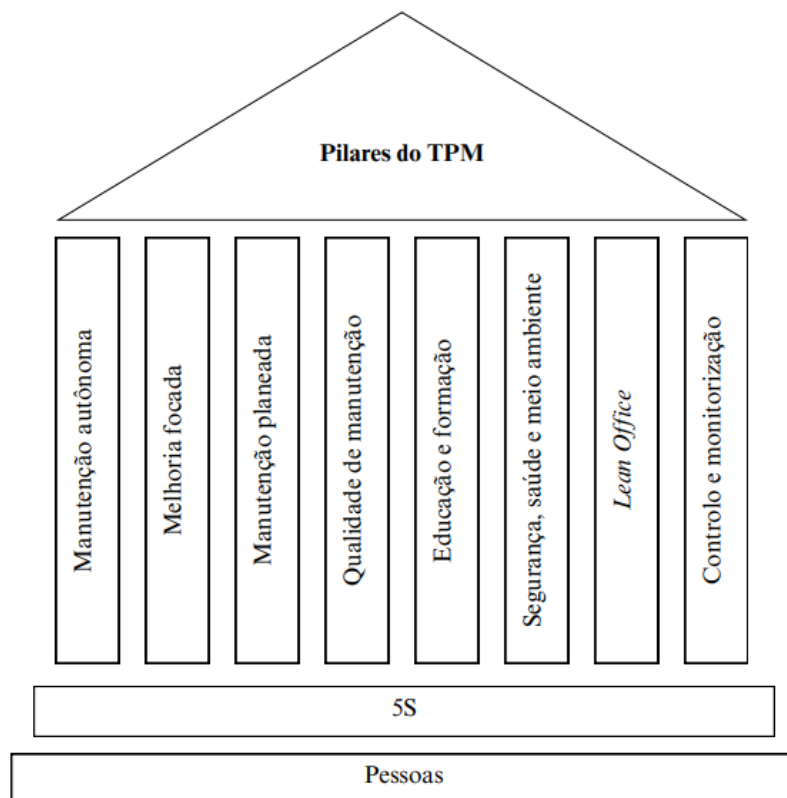 Pilares do TPM
Manutenção autônoma
Melhoria focada
Manutenção planeada
Qualidade de manutenção
Educação e formação
Segurança, saúde e meio ambiente
Lean Office
Controlo e monitorização
5S
Pessoas